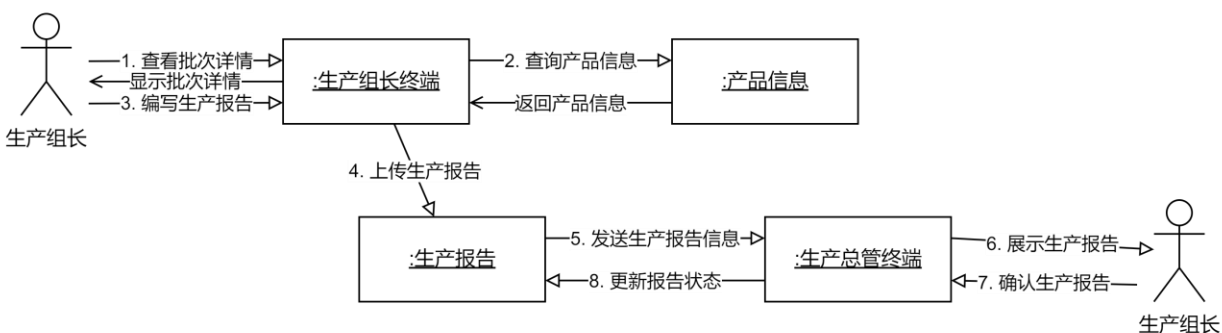 1. 查看批次详情
显示批次详情
3. 编写生产报告
生产组长
:生产组长终端
2. 查询产品信息
返回产品信息
:产品信息
4. 上传生产报告
:生产报告
5. 发送生产报告信息
8. 更新报告状态
:生产总管终端
6. 展示生产报告
7. 确认生产报告
生产组长